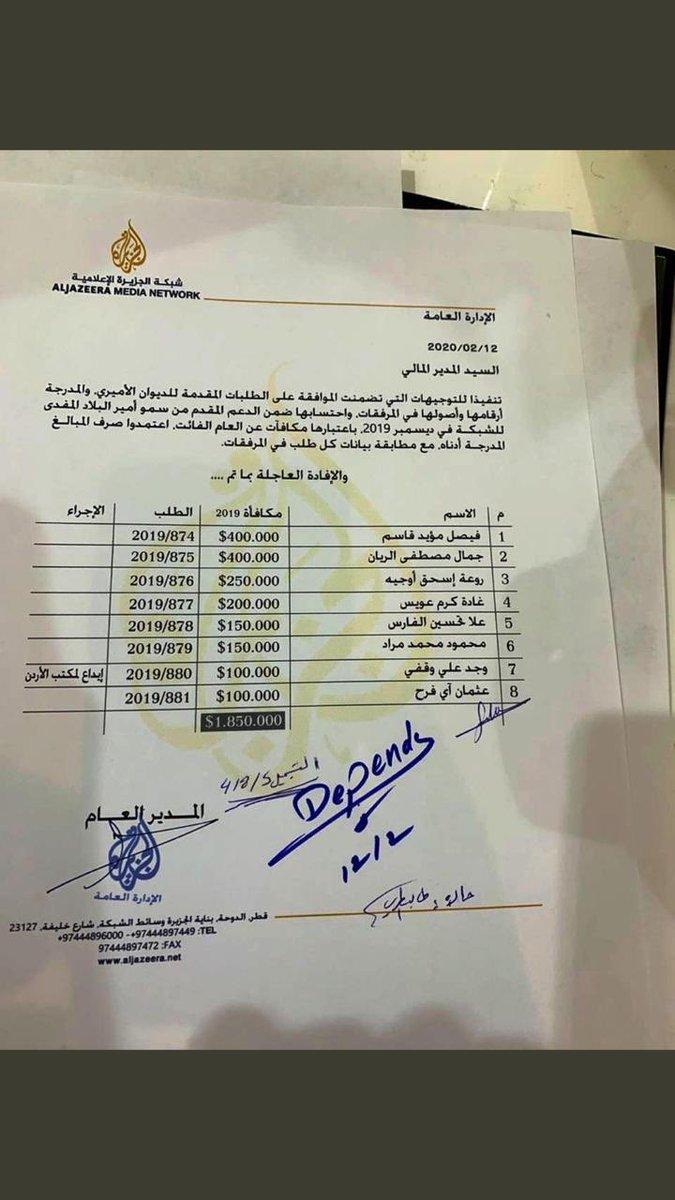 شبكة الجزيرة الإعلامية
ALJAZEERA MEDIA NETWORK
الإدارة العامة
2020/02/12
السيد المدير المالي
تنفيذا للتوجيهات التي تضمنت الموافقة على الطلبات المقدمة للديوان الأميري، والمدرجة
أرقامها وأصولها في المرفقات، واحتسابها ضمن الدعم المقدم من سمو أمير البلاد المفدى
للشبكة في ديسمبر 2019، باعتبارها مكافآت عن العام الفائت، اعتمدوا صرف المبالغ
المدرجة أدناه، مع مطابقة بيانات كل طلب في المرفقات.
والإفادة العاجلة بما تم ....
م الاسم مكافأة 2019 الطلب الإجراء
1 فيصل مؤيد قاسم $400.000 2019/874
2 جمال مصطفى الريان $400.000 2019/875
3 روعة إسحق أوجيه $250.000 2019/876
4 غادة كرم عويس $200.000 2019/877
5 علا تحسين الفارس $150.000 2019/878
6 محمود محمد مراد $150.000 2019/879
7 وجد علي وقفي $100.000 2019/880 إيداع لمكتب الأردن
8 عثمان آي فرح $100.000 2019/881
$1.850.000
4/8/5
Depends
12/2
المدير العام
الإدارة العامة
قطر، الدوحة، بناية الجزيرة وسائط الشبكة، شارع خليفة، 23127
TEL: +97444897449 - +97444896000
FAX: 97444897472
www.aljazeera.net